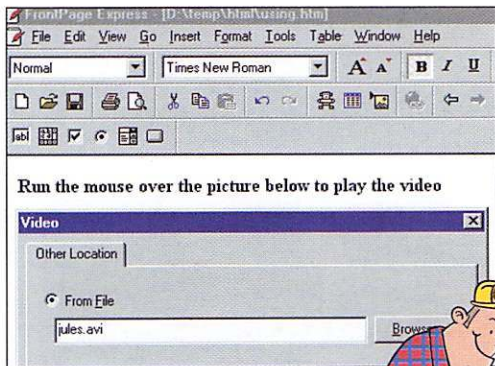 FrontPage Express - [D:\temp\html\using.htm]
File Edit View Go Insert Format Tools Table Window Help
Normal Times New Roman A A B I U
abl
Run the mouse over the picture below to play the video
Video
Other Location
From File
jules.avi Brows